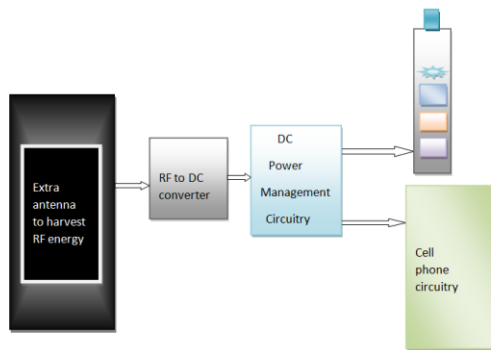 Extra
antenna
to harvest
RF energy
RF to DC
converter
DC
Power
Management
Circuitry
Cell
phone
circuitry